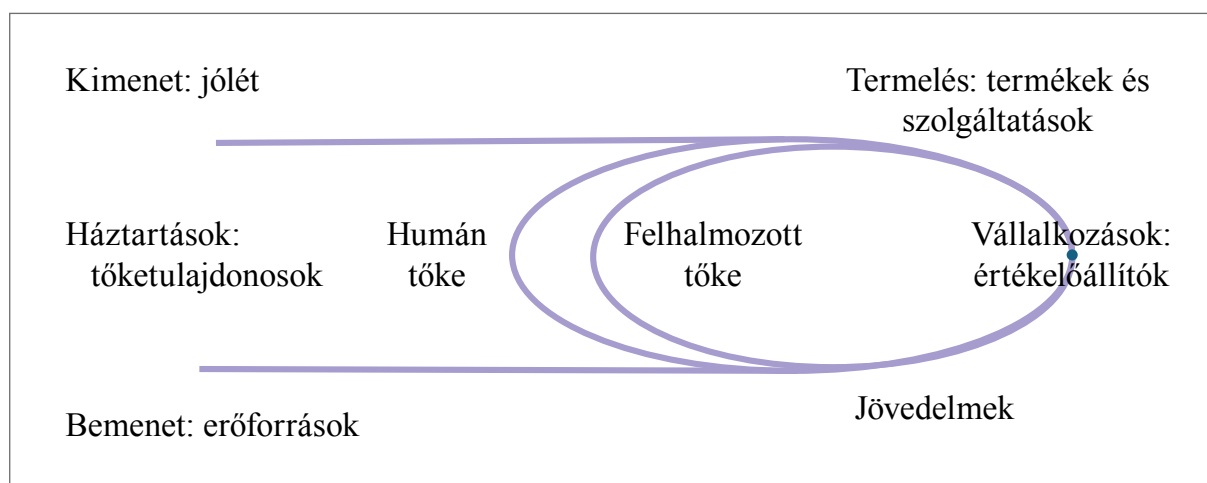 Kimenet: jólét
Termelés: termékek és
szolgáltatások
Háztartások:
tőketulajdonosok
Humán
tőke
Felhalmozott
tőke
Vállalkozások:
értékelőállítók
Bemenet: erőforrások
Jövedelmek